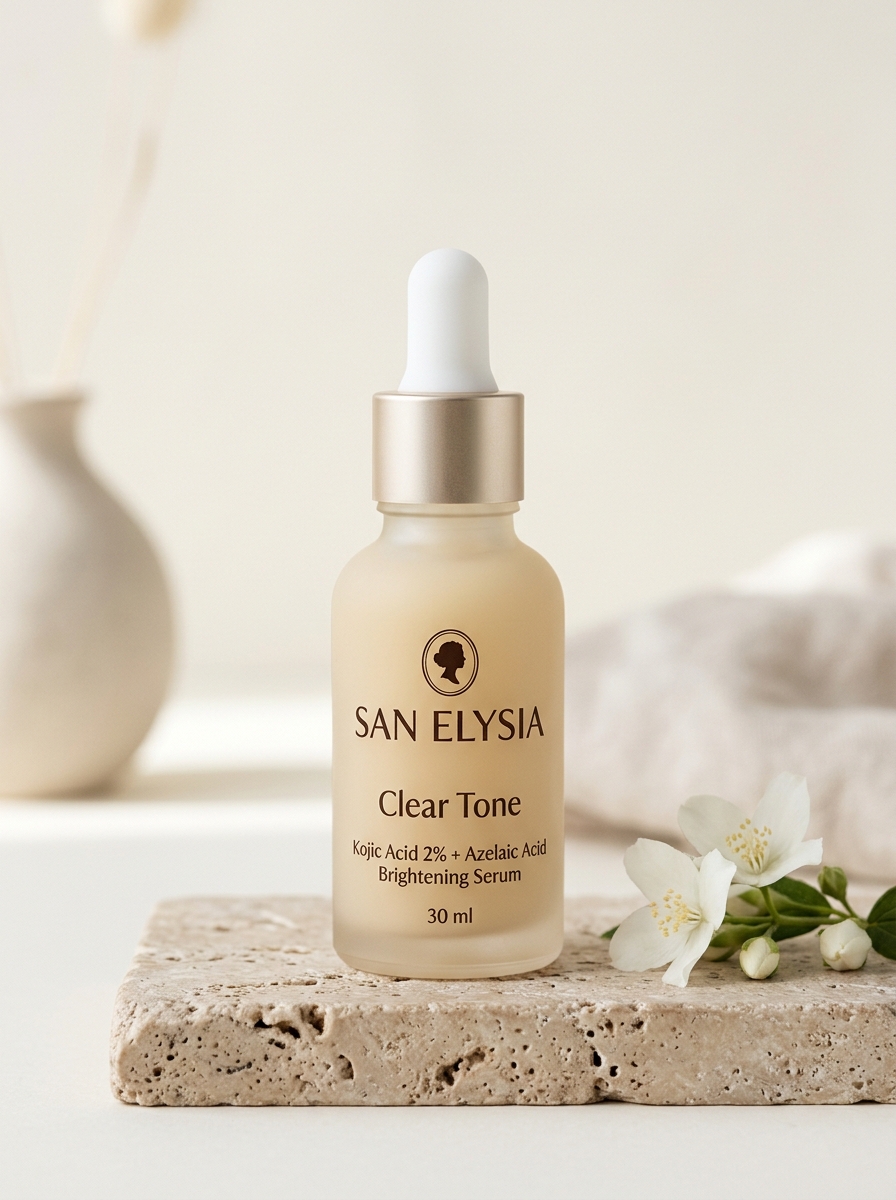 SAN ELYSIA
Clear Tone
Kojic Acid 2% + Azelaic Acid
Brightening Serum
30 ml